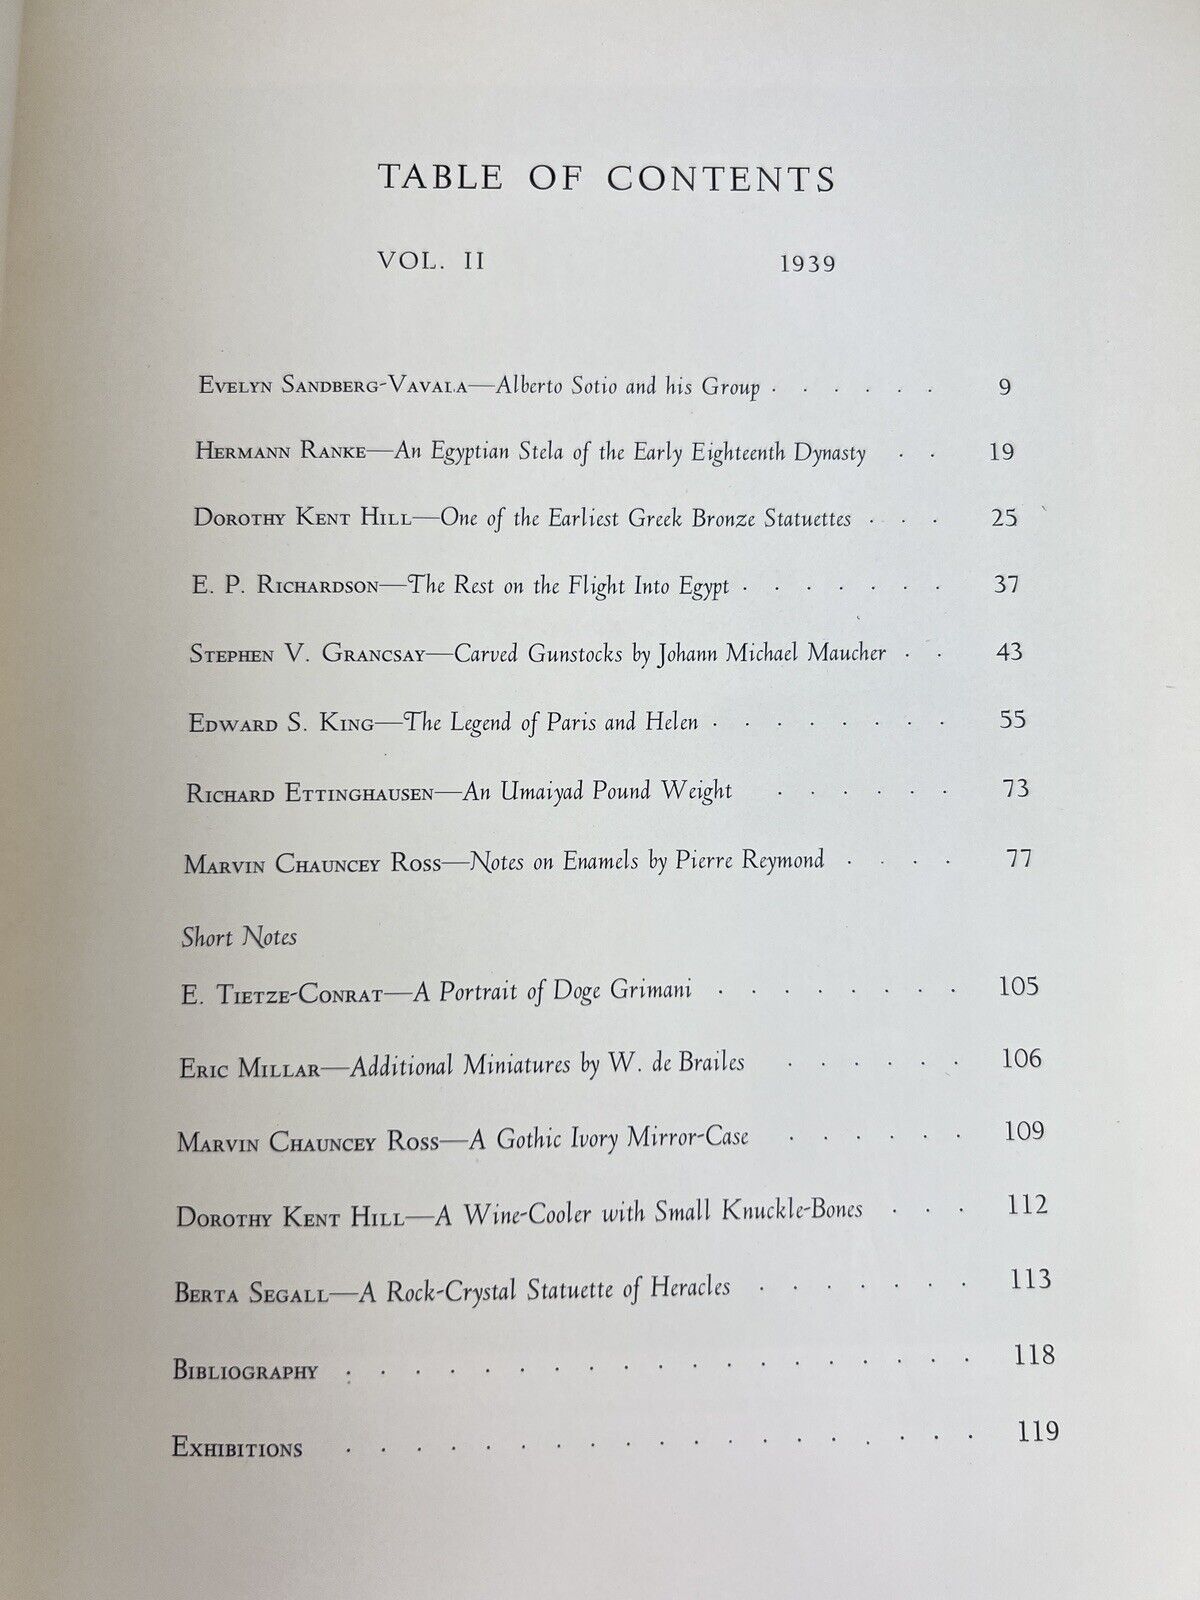 TABLE OF CONTENTS
VOL. II 1939
Evelyn Sandberg-Vavala—Alberto Sotio and his Group . . . . . . 9
Hermann Ranke—An Egyptian Stela of the Early Eighteenth Dynasty . . 19
Dorothy Kent Hill—One of the Earliest Greek Bronze Statuettes . . . 25
E. P. Richardson—The Rest on the Flight Into Egypt . . . . . . . 37
Stephen V. Grancsay—Carved Gunstocks by Johann Michael Maucher . . 43
Edward S. King—The Legend of Paris and Helen . . . . . . . . 55
Richard Ettinghausen—An Umaiyad Pound Weight . . . . . . 73
Marvin Chauncey Ross—Notes on Enamels by Pierre Reymond . . . . 77
Short Notes
E. Tietze-Conrat—A Portrait of Doge Grimani . . . . . . . . 105
Eric Millar—Additional Miniatures by W. de Brailes . . . . . . 106
Marvin Chauncey Ross—A Gothic Ivory Mirror-Case . . . . . . 109
Dorothy Kent Hill—A Wine-Cooler with Small Knuckle-Bones . . . 112
Berta Segall—A Rock-Crystal Statuette of Heracles . . . . . . . 113
Bibliography . . . . . . . . . . . . . . . . . . . 118
Exhibitions . . . . . . . . . . . . . . . . . . . 119